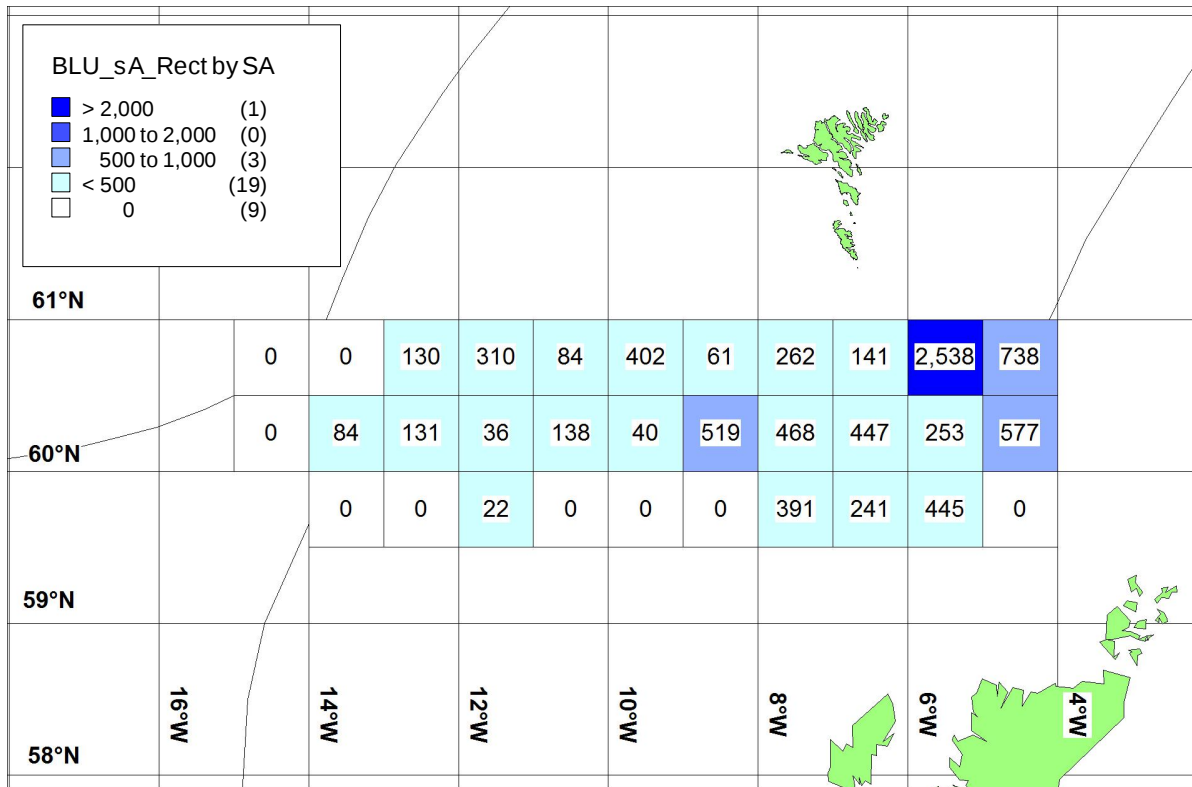 BLU_sA_Rect by SA
> 2,000 (1)
1,000 to 2,000 (0)
500 to 1,000 (3)
< 500 (19)
0 (9)
61°N
0 0 130 310 84 402 61 262 141 2,538 738
0 84 131 36 138 40 519 468 447 253 577
60°N
0 0 22 0 0 0 391 241 445 0
59°N
16°W 14°W 12°W 10°W 8°W 6°W 4°W
58°N